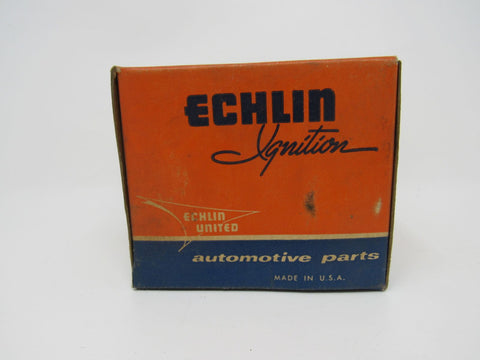 ECHLIN
Ignition
ECHLIN
UNITED
automotive parts
MADE IN U.S.A.